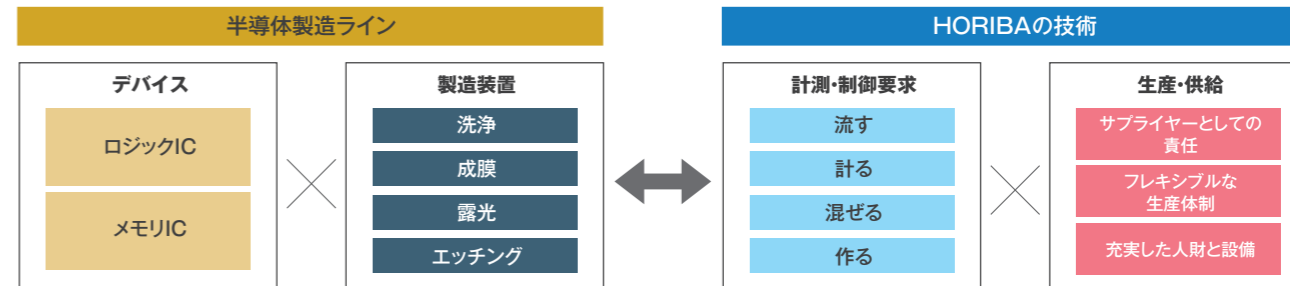 半導体製造ライン
HORIBAの技術
デバイス
ロジックIC
メモリIC
製造装置
洗浄
成膜
露光
エッチング
計測・制御要求
流す
計る
混ぜる
作る
生産・供給
サプライヤーとしての
責任
フレキシブルな
生産体制
充実した人財と設備